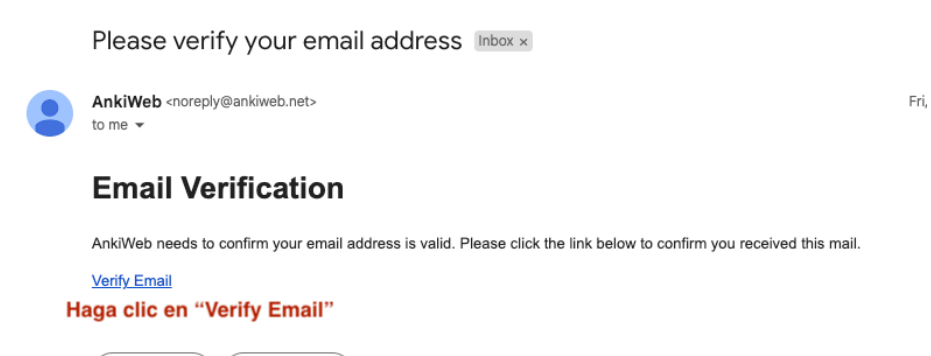 Please verify your email address Inbox ×
AnkiWeb <noreply@ankiweb.net> Fri,
to me
Email Verification
AnkiWeb needs to confirm your email address is valid. Please click the link below to confirm you received this mail.
Verify Email
Haga clic en “Verify Email”